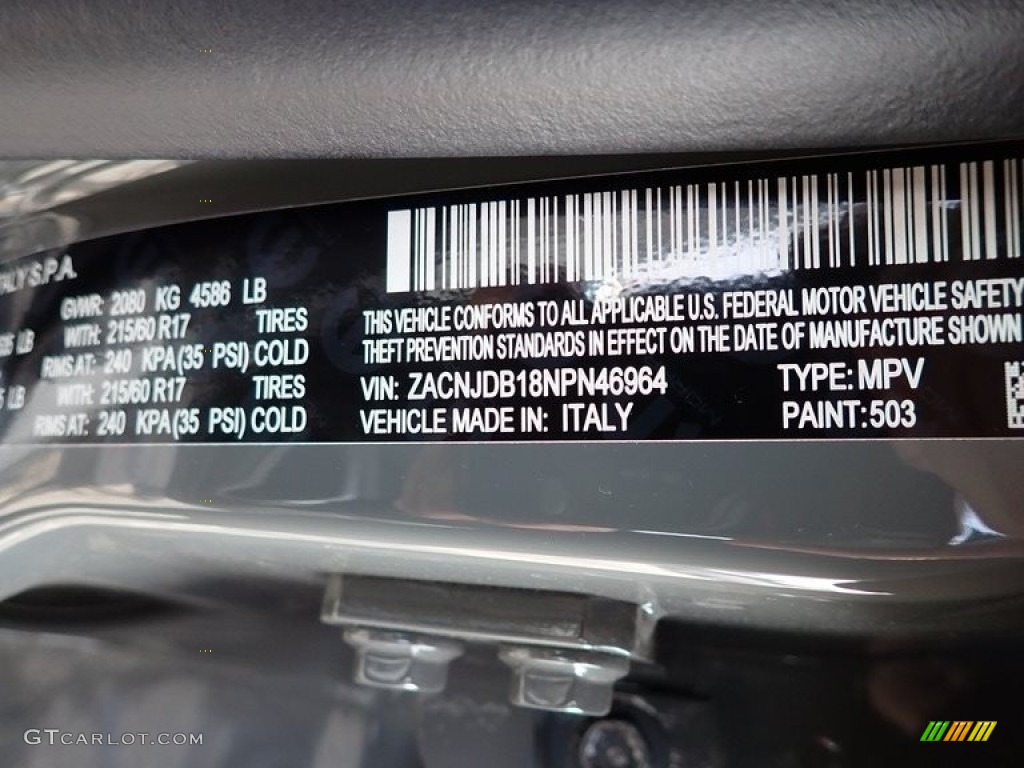 ITALY S.P.A.
GVWR: 2080 KG 4586 LB
WITH: 215/60 R17 TIRES
RIMS AT: 240 KPA(35 PSI) COLD
WITH: 215/60 R17 TIRES
RIMS AT: 240 KPA(35 PSI) COLD
LB
LB
THIS VEHICLE CONFORMS TO ALL APPLICABLE U.S. FEDERAL MOTOR VEHICLE SAFETY
THEFT PREVENTION STANDARDS IN EFFECT ON THE DATE OF MANUFACTURE SHOWN
VIN: ZACNJDB18NPN46964 TYPE: MPV
VEHICLE MADE IN: ITALY PAINT: 503
GTCARLOT.COM